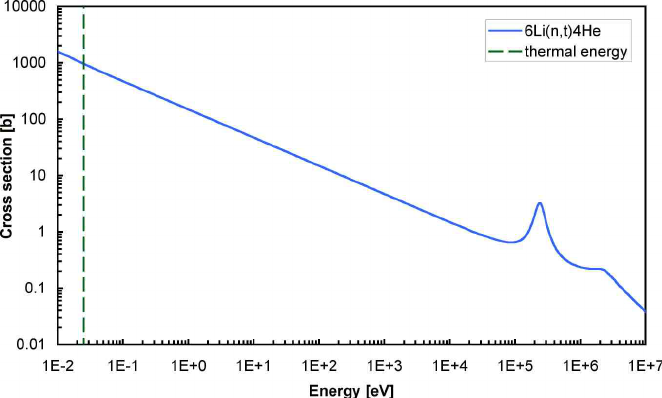 10000
1000
100
10
1
0.1
0.01
Cross section [b]
6Li(n,t)4He
thermal energy
1E-2 1E-1 1E+0 1E+1 1E+2 1E+3 1E+4 1E+5 1E+6 1E+7
Energy [eV]